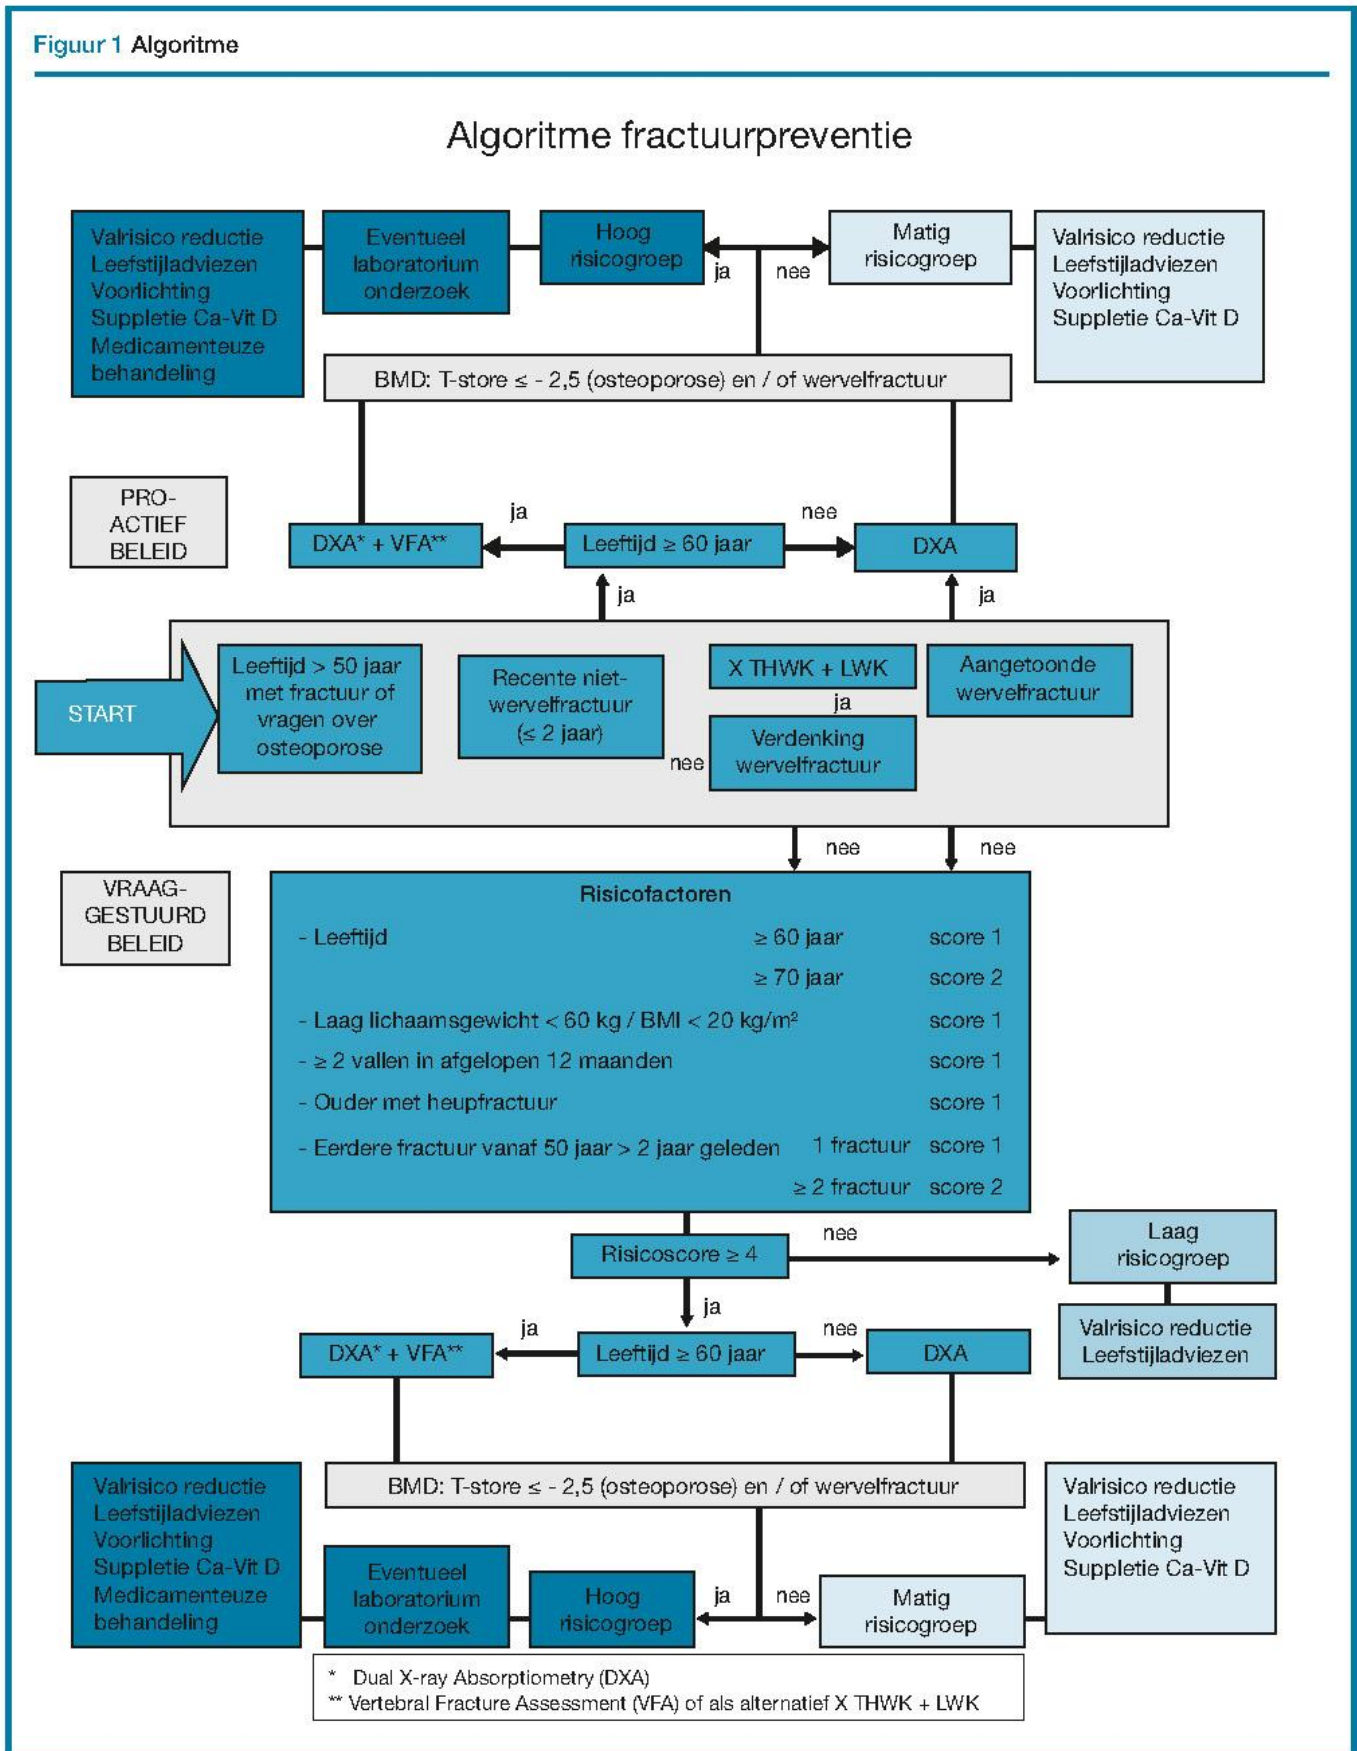 Figuur 1 Algoritme
Algoritme fractuurpreventie
Valrisico reductie
Leefstijladviezen
Voorlichting
Suppletie Ca-Vit D
Medicamenteuze
behandeling
Eventueel
laboratorium
onderzoek
Hoog
risicogroep
ja
nee
Matig
risicogroep
Valrisico reductie
Leefstijladviezen
Voorlichting
Suppletie Ca-Vit D
BMD: T-store ≤ - 2,5 (osteoporose) en / of wervelfractuur
PRO-
ACTIEF
BELEID
DXA* + VFA**
ja
Leeftijd ≥ 60 jaar
nee
DXA
ja
ja
START
Leeftijd > 50 jaar
met fractuur of
vragen over
osteoporose
Recente niet-
wervelfractuur
(≤ 2 jaar)
nee
X THWK + LWK
ja
Verdenking
wervelfractuur
Aangetoonde
wervelfractuur
nee
nee
VRAAG-
GESTUURD
BELEID
Risicofactoren
- Leeftijd ≥ 60 jaar score 1
≥ 70 jaar score 2
- Laag lichaamsgewicht < 60 kg / BMI < 20 kg/m² score 1
- ≥ 2 vallen in afgelopen 12 maanden score 1
- Ouder met heupfractuur score 1
- Eerdere fractuur vanaf 50 jaar > 2 jaar geleden 1 fractuur score 1
≥ 2 fractuur score 2
Risicoscore ≥ 4
nee
Laag
risicogroep
Valrisico reductie
Leefstijladviezen
ja
DXA* + VFA**
ja
Leeftijd ≥ 60 jaar
nee
DXA
BMD: T-store ≤ - 2,5 (osteoporose) en / of wervelfractuur
Valrisico reductie
Leefstijladviezen
Voorlichting
Suppletie Ca-Vit D
Medicamenteuze
behandeling
Eventueel
laboratorium
onderzoek
Hoog
risicogroep
ja
nee
Matig
risicogroep
Valrisico reductie
Leefstijladviezen
Voorlichting
Suppletie Ca-Vit D
* Dual X-ray Absorptiometry (DXA)
** Vertebral Fracture Assessment (VFA) of als alternatief X THWK + LWK